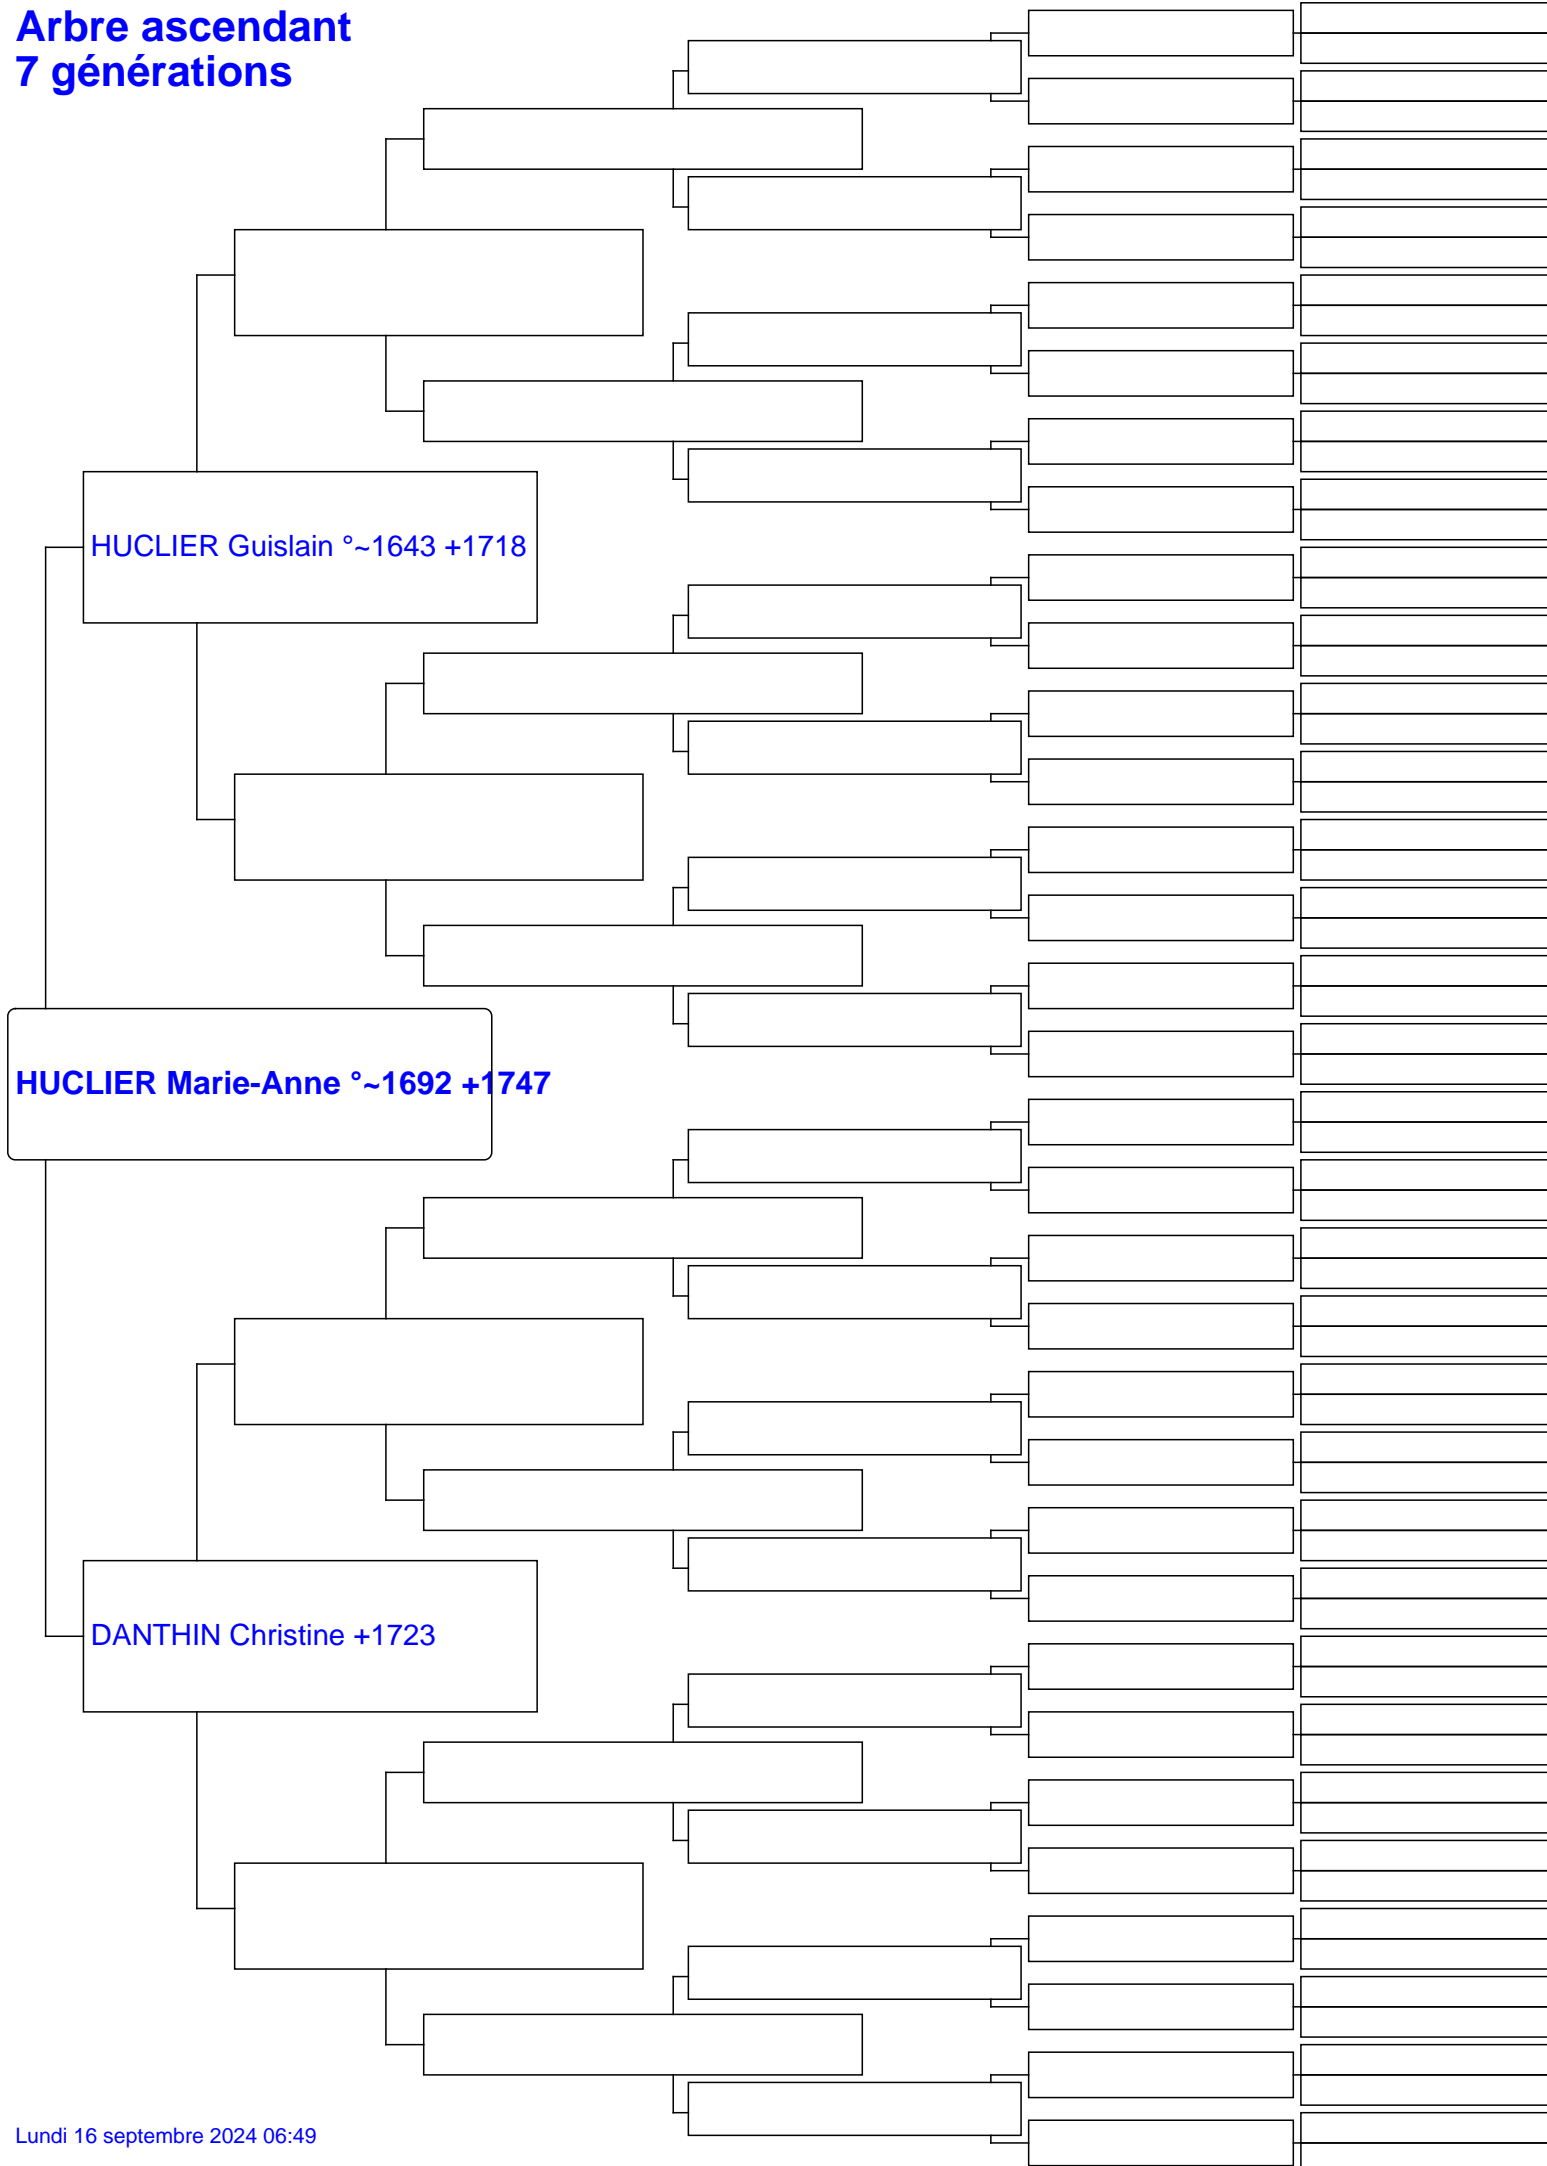 Arbre ascendant
7 générations
HUCLIER Guislain °~1643 +1718
HUCLIER Marie-Anne °~1692 +1747
DANTHIN Christine +1723
Lundi 16 septembre 2024 06:49